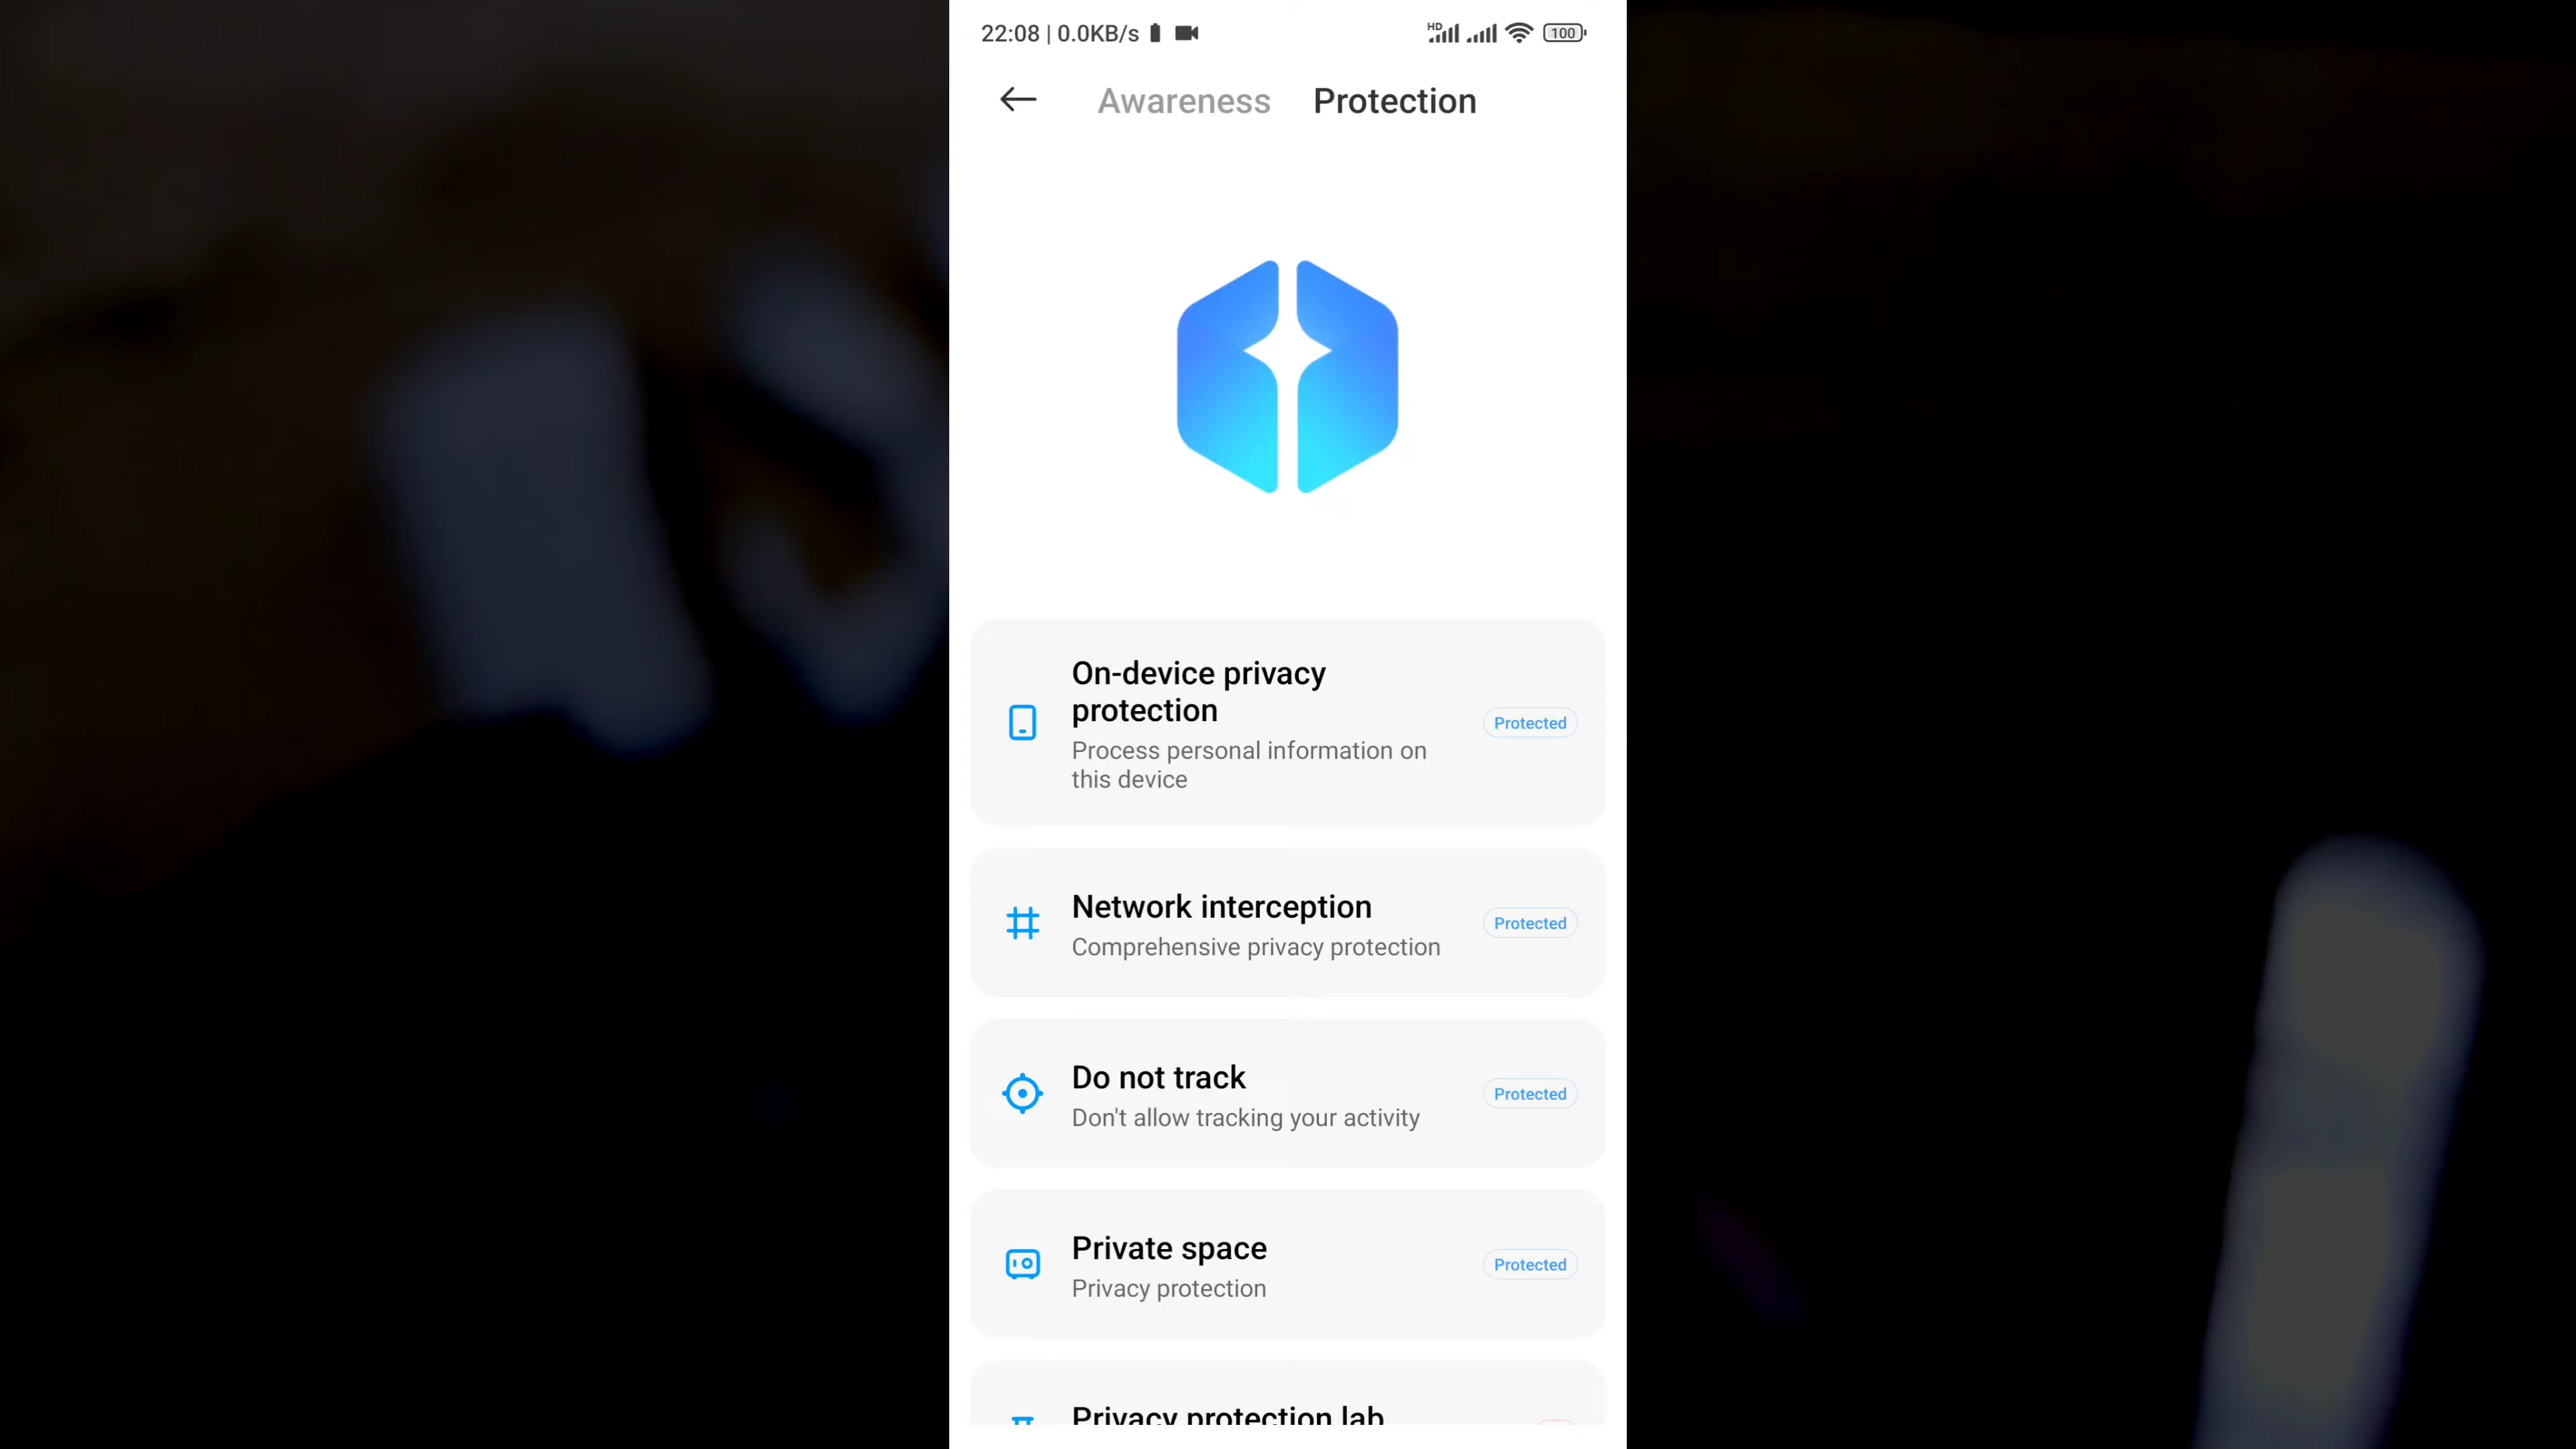 22:08 | 0.0KB/s
HD
100
Awareness
Protection
On-device privacy
protection
Process personal information on
this device
Protected
Network interception
Comprehensive privacy protection
Protected
Do not track
Don't allow tracking your activity
Protected
Private space
Privacy protection
Protected
Privacy protection lab